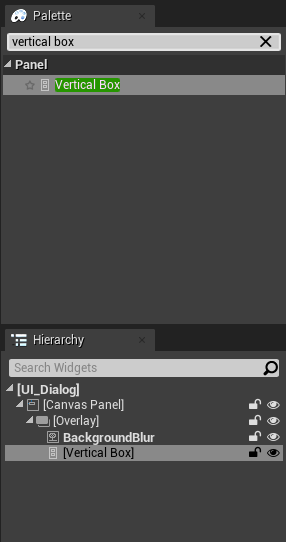 Palette
vertical box
Panel
Vertical Box
Hierarchy
Search Widgets
[UI_Dialog]
[Canvas Panel]
[Overlay]
BackgroundBlur
[Vertical Box]